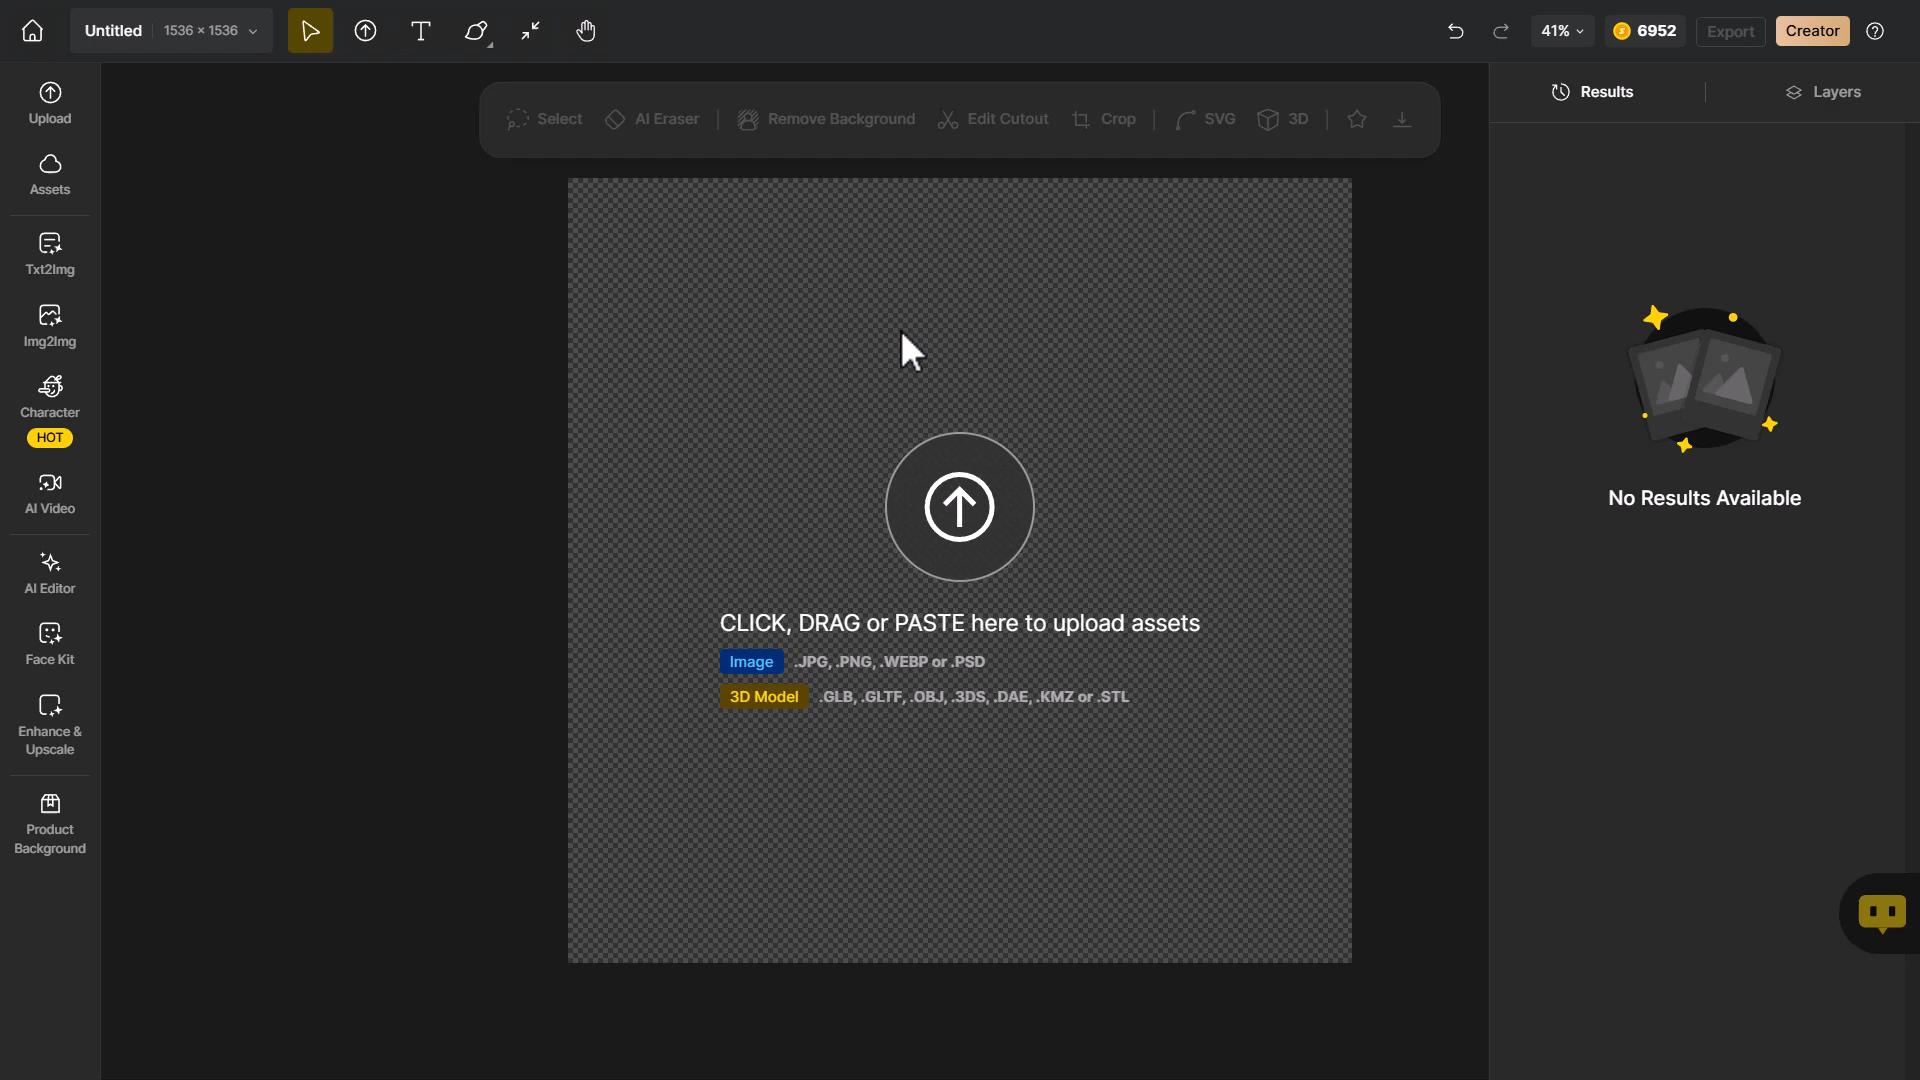 Untitled 1536 × 1536
41%
6952
Export
Creator
Upload
Assets
Txt2Img
Img2Img
Character
HOT
AI Video
AI Editor
Face Kit
Enhance &
Upscale
Product
Background
Select
AI Eraser
Remove Background
Edit Cutout
Crop
SVG
3D
CLICK, DRAG or PASTE here to upload assets
Image .JPG, .PNG, .WEBP or .PSD
3D Model .GLB, .GLTF, .OBJ, .3DS, .DAE, .KMZ or .STL
Results
Layers
No Results Available